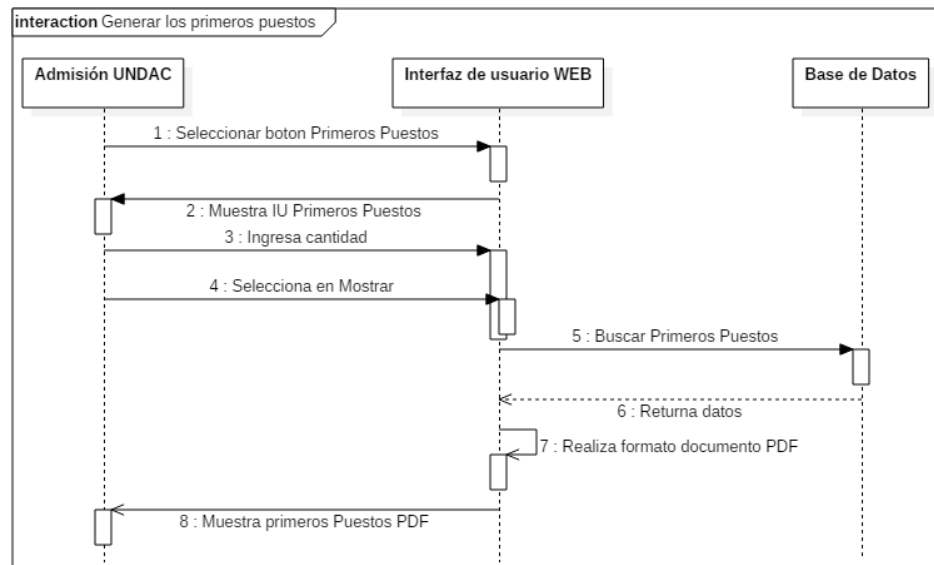 interaction Generar los primeros puestos
Admisión UNDAC
Interfaz de usuario WEB
Base de Datos
1 : Seleccionar boton Primeros Puestos
2 : Muestra IU Primeros Puestos
3 : Ingresa cantidad
4 : Selecciona en Mostrar
5 : Buscar Primeros Puestos
6 : Returna datos
7 : Realiza formato documento PDF
8 : Muestra primeros Puestos PDF